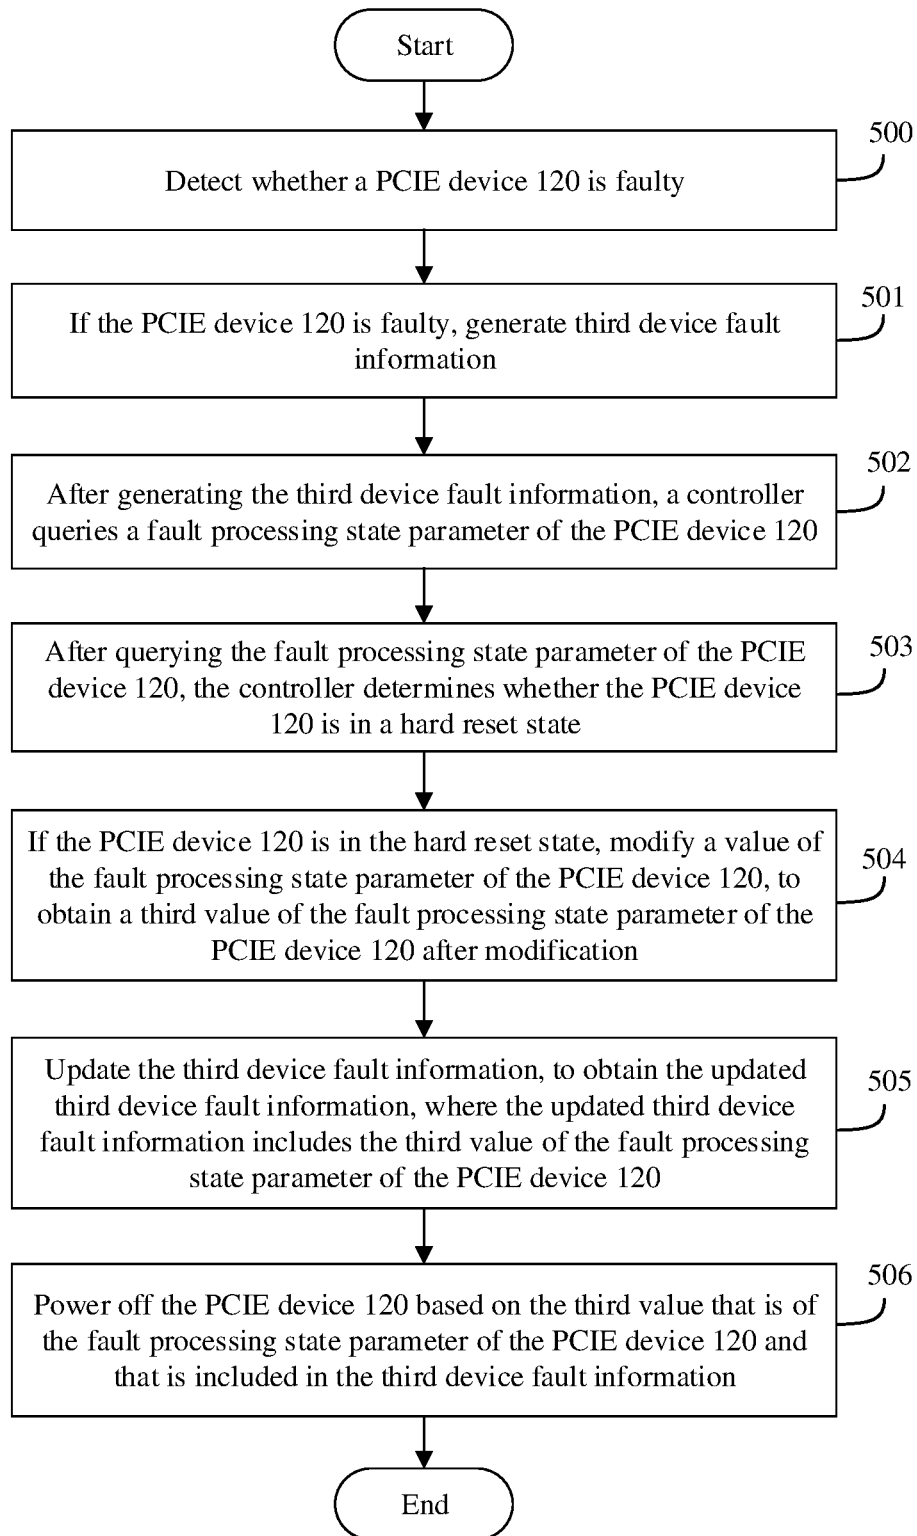 Start
500
Detect whether a PCIE device 120 is faulty
501
If the PCIE device 120 is faulty, generate third device fault
information
502
After generating the third device fault information, a controller
queries a fault processing state parameter of the PCIE device 120
503
After querying the fault processing state parameter of the PCIE
device 120, the controller determines whether the PCIE device
120 is in a hard reset state
504
If the PCIE device 120 is in the hard reset state, modify a value of
the fault processing state parameter of the PCIE device 120, to
obtain a third value of the fault processing state parameter of the
PCIE device 120 after modification
505
Update the third device fault information, to obtain the updated
third device fault information, where the updated third device
fault information includes the third value of the fault processing
state parameter of the PCIE device 120
506
Power off the PCIE device 120 based on the third value that is of
the fault processing state parameter of the PCIE device 120 and
that is included in the third device fault information
End